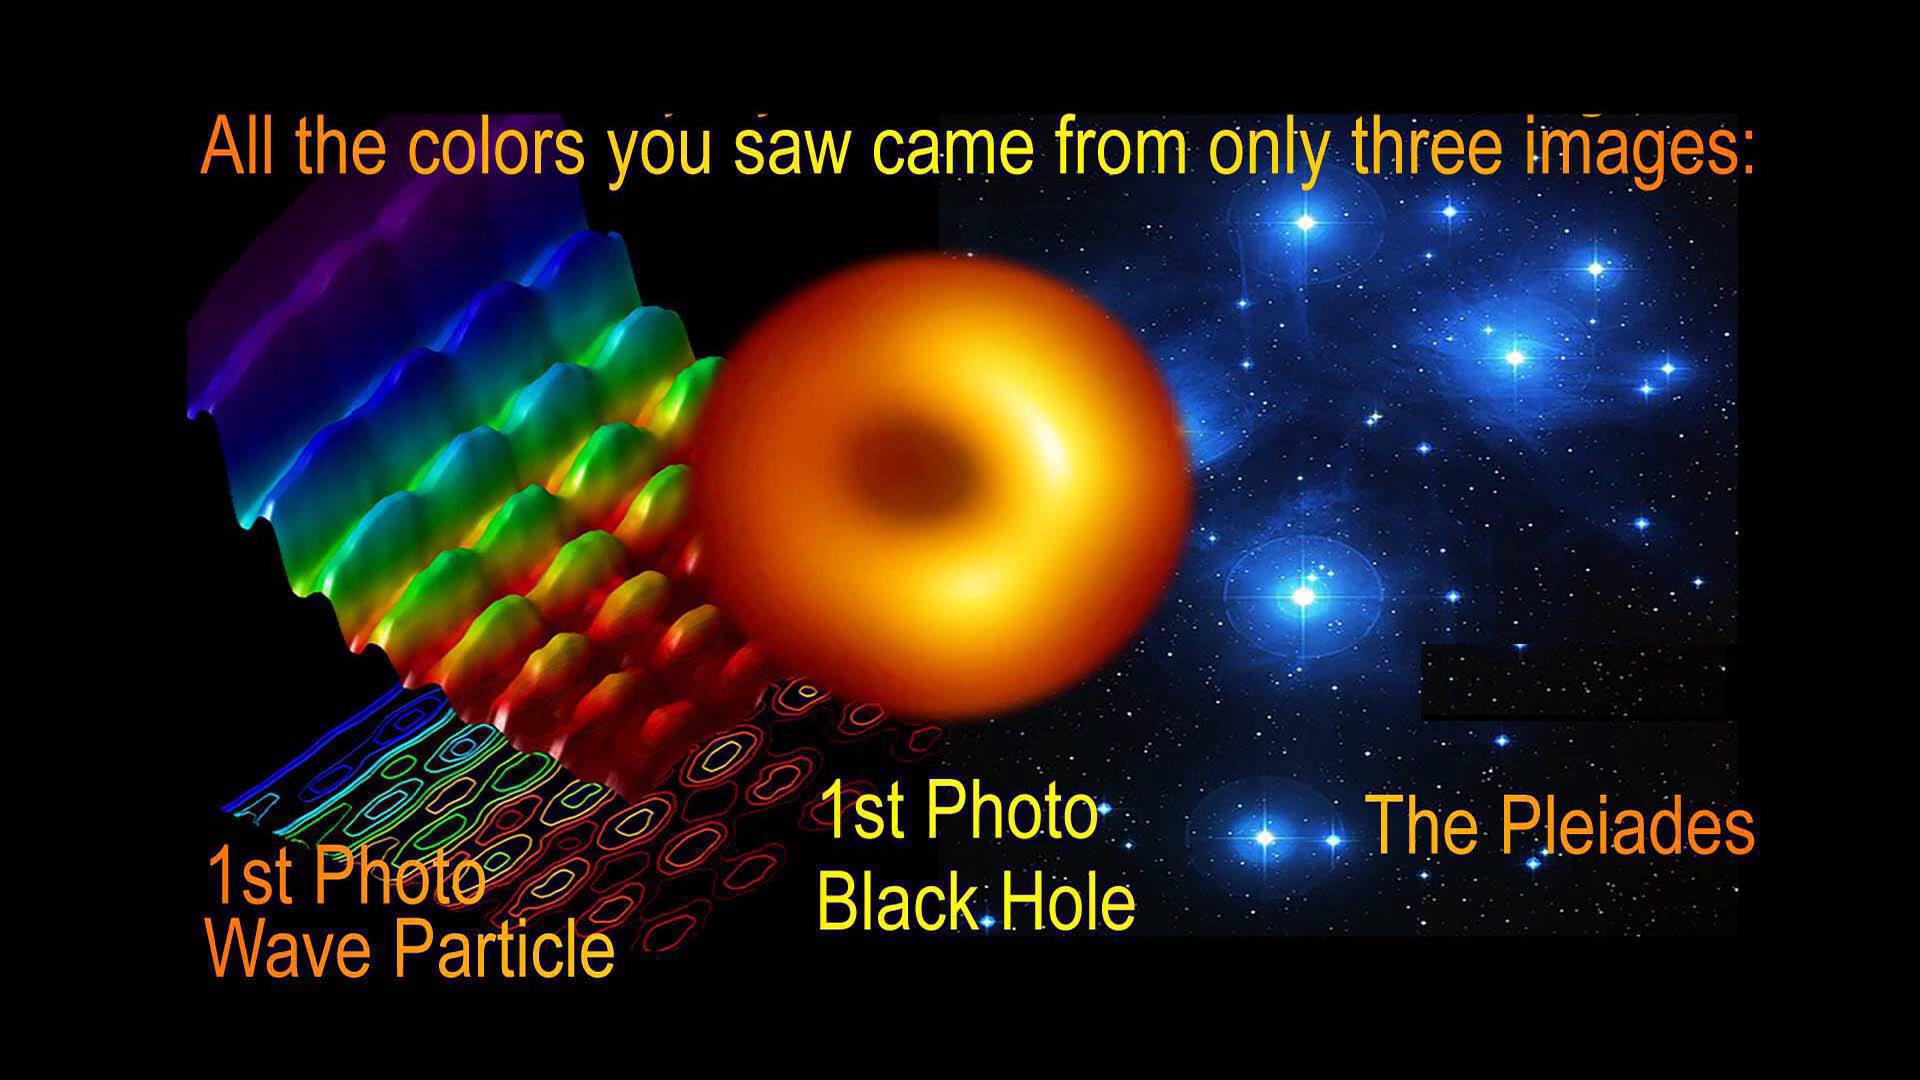 All the colors you saw came from only three images:
1st Photo
Wave Particle
1st Photo
Black Hole
The Pleiades